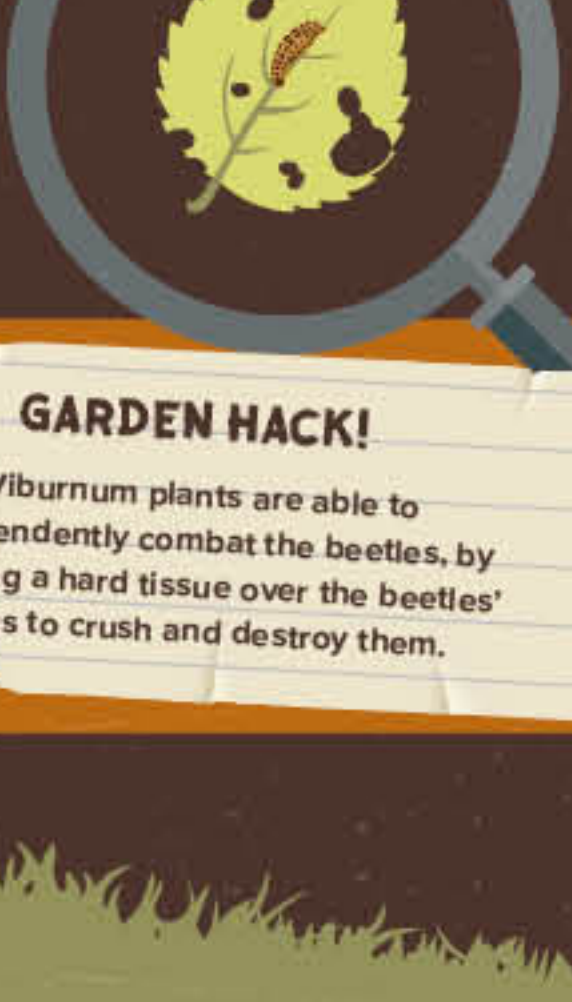 GARDEN HACK!
Viburnum plants are able to
endently combat the beetles, by
g a hard tissue over the beetles'
s to crush and destroy them.